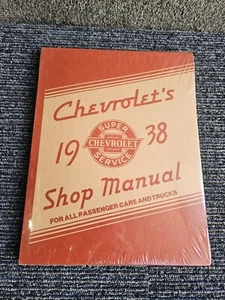 Chevrolet's
19 38
SUPER
CHEVROLET
SERVICE
Shop Manual
FOR ALL PASSENGER CARS AND TRUCKS